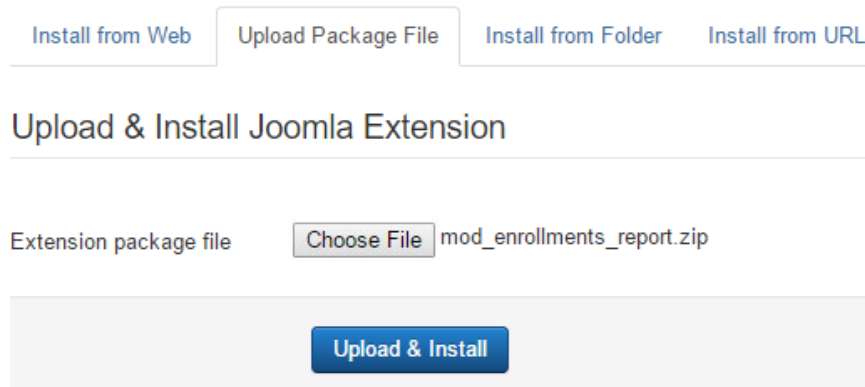 Install from Web Upload Package File Install from Folder Install from URL
Upload & Install Joomla Extension
Extension package file Choose File mod_enrollments_report.zip
Upload & Install